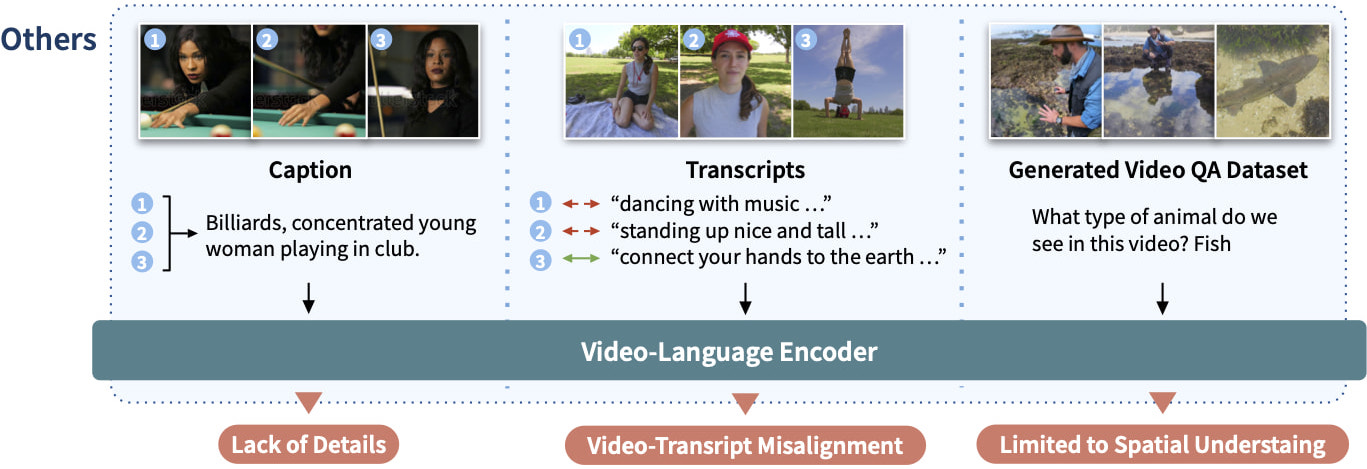 Others
1 2 3
1 2 3
Caption
Transcripts
Generated Video QA Dataset
1
2
3
Billiards, concentrated young
woman playing in club.
1 “dancing with music ...”
2 “standing up nice and tall ...”
3 “connect your hands to the earth ...”
What type of animal do we
see in this video? Fish
Video-Language Encoder
Lack of Details
Video-Transript Misalignment
Limited to Spatial Understaing